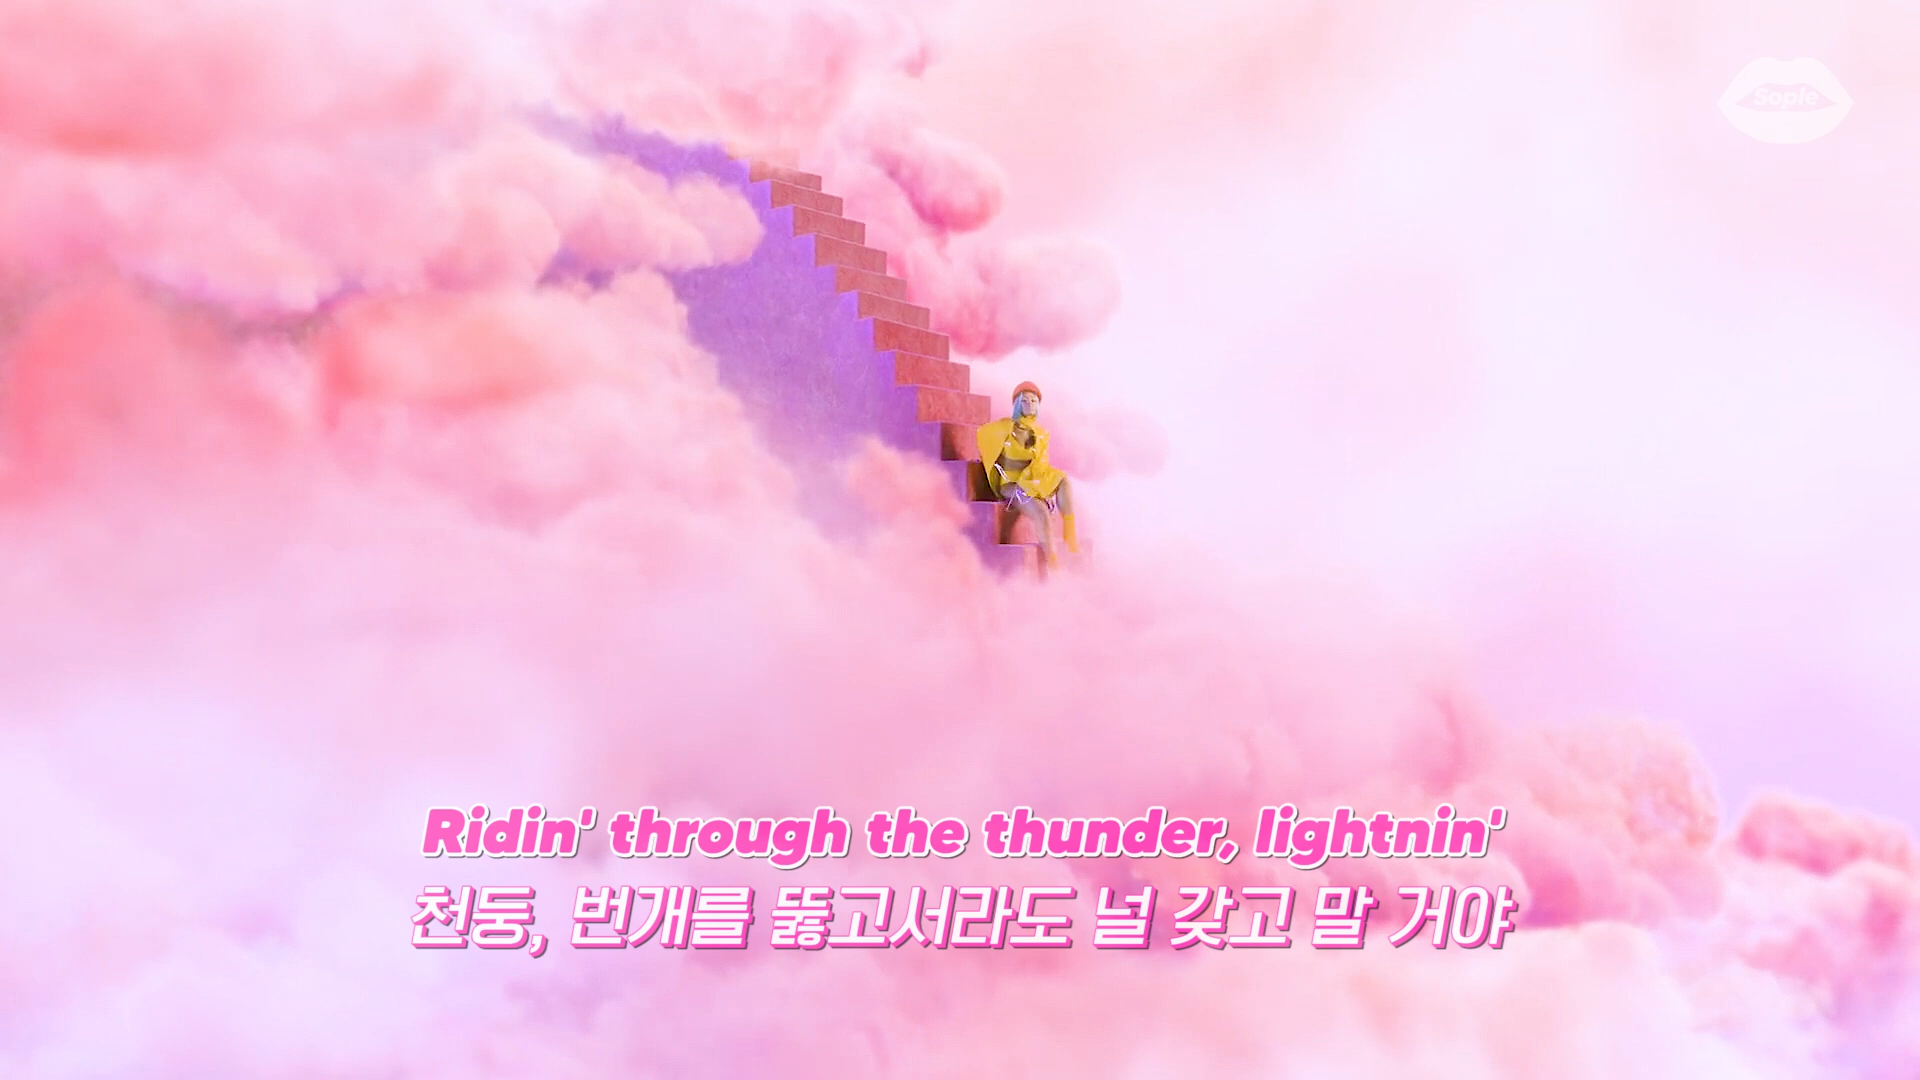 Sople
Ridin' through the thunder, lightnin'
천둥, 번개를 뚫고서라도 널 갖고 말 거야